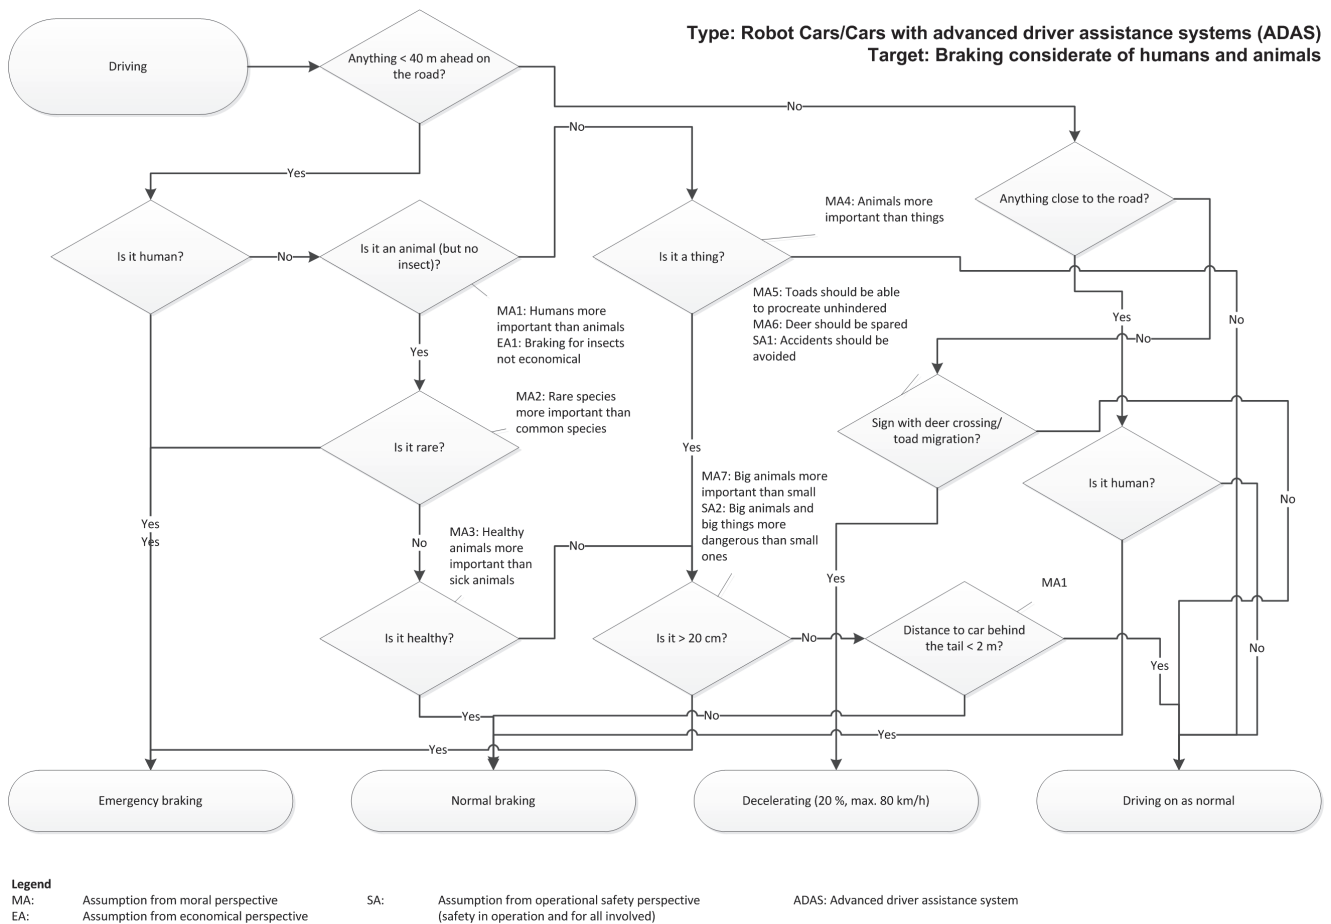 Type: Robot Cars/Cars with advanced driver assistance systems (ADAS)
Target: Braking considerate of humans and animals
Driving
Anything < 40 m ahead on
the road?
No
Yes
No
Anything close to the road?
MA4: Animals more
important than things
Is it human?
No
Is it an animal (but no
insect)?
Is it a thing?
MA5: Toads should be able
to procreate unhindered
MA6: Deer should be spared
SA1: Accidents should be
avoided
MA1: Humans more
important than animals
EA1: Braking for insects
not economical
Yes
Yes
No
No
MA2: Rare species
more important than
common species
Is it rare?
Sign with deer crossing/
toad migration?
Yes
Is it human?
No
MA7: Big animals more
important than small
SA2: Big animals and
big things more
dangerous than small
ones
Yes
Yes
No
MA3: Healthy
animals more
important than
sick animals
No
Yes
MA1
Is it healthy?
Is it > 20 cm?
No
Distance to car behind
the tail < 2 m?
Yes
No
Yes
No
Yes
Yes
Emergency braking
Normal braking
Decelerating (20 %, max. 80 km/h)
Driving on as normal
Legend
MA: Assumption from moral perspective
EA: Assumption from economical perspective
SA: Assumption from operational safety perspective
(safety in operation and for all involved)
ADAS: Advanced driver assistance system